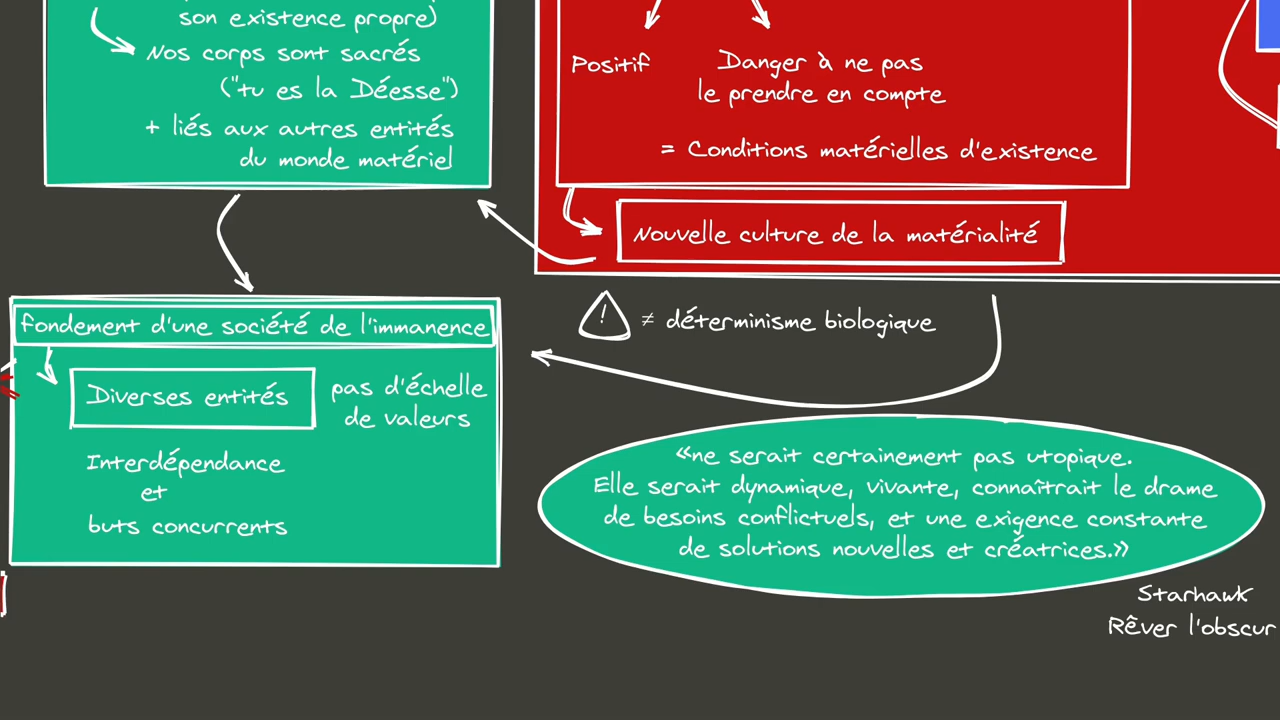 son existence propre)
Nos corps sont sacrés
("tu es la Déesse")
+ liés aux autres entités
du monde matériel
Positif
Danger à ne pas
le prendre en compte
= Conditions matérielles d'existence
Nouvelle culture de la matérialité
fondement d'une société de l'immanence
Diverses entités
pas d'échelle
de valeurs
Interdépendance
et
buts concurrents
! ≠ déterminisme biologique
«ne serait certainement pas utopique.
Elle serait dynamique, vivante, connaîtrait le drame
de besoins conflictuels, et une exigence constante
de solutions nouvelles et créatrices.»
Starhawk
Rêver l'obscur